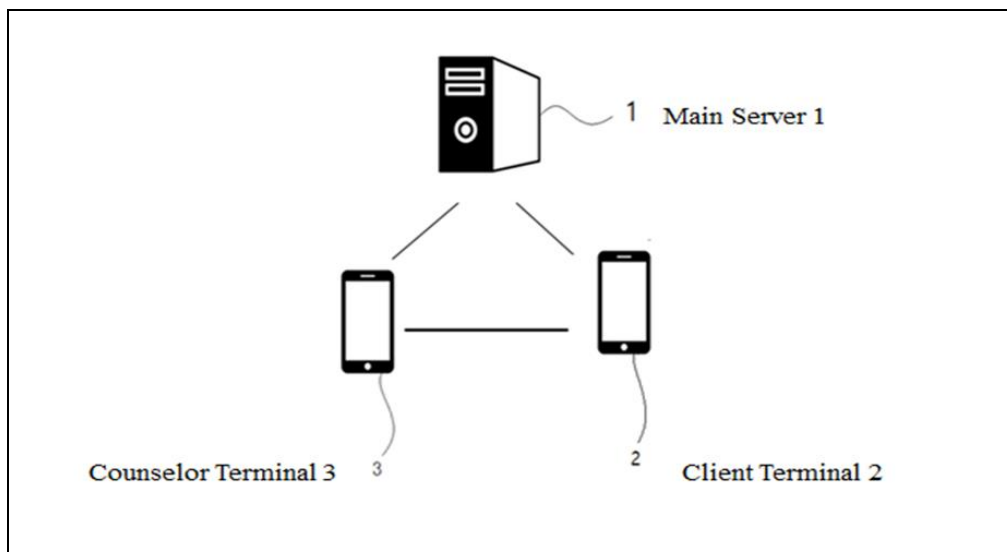 1 Main Server 1
Counselor Terminal 3 3
2 Client Terminal 2